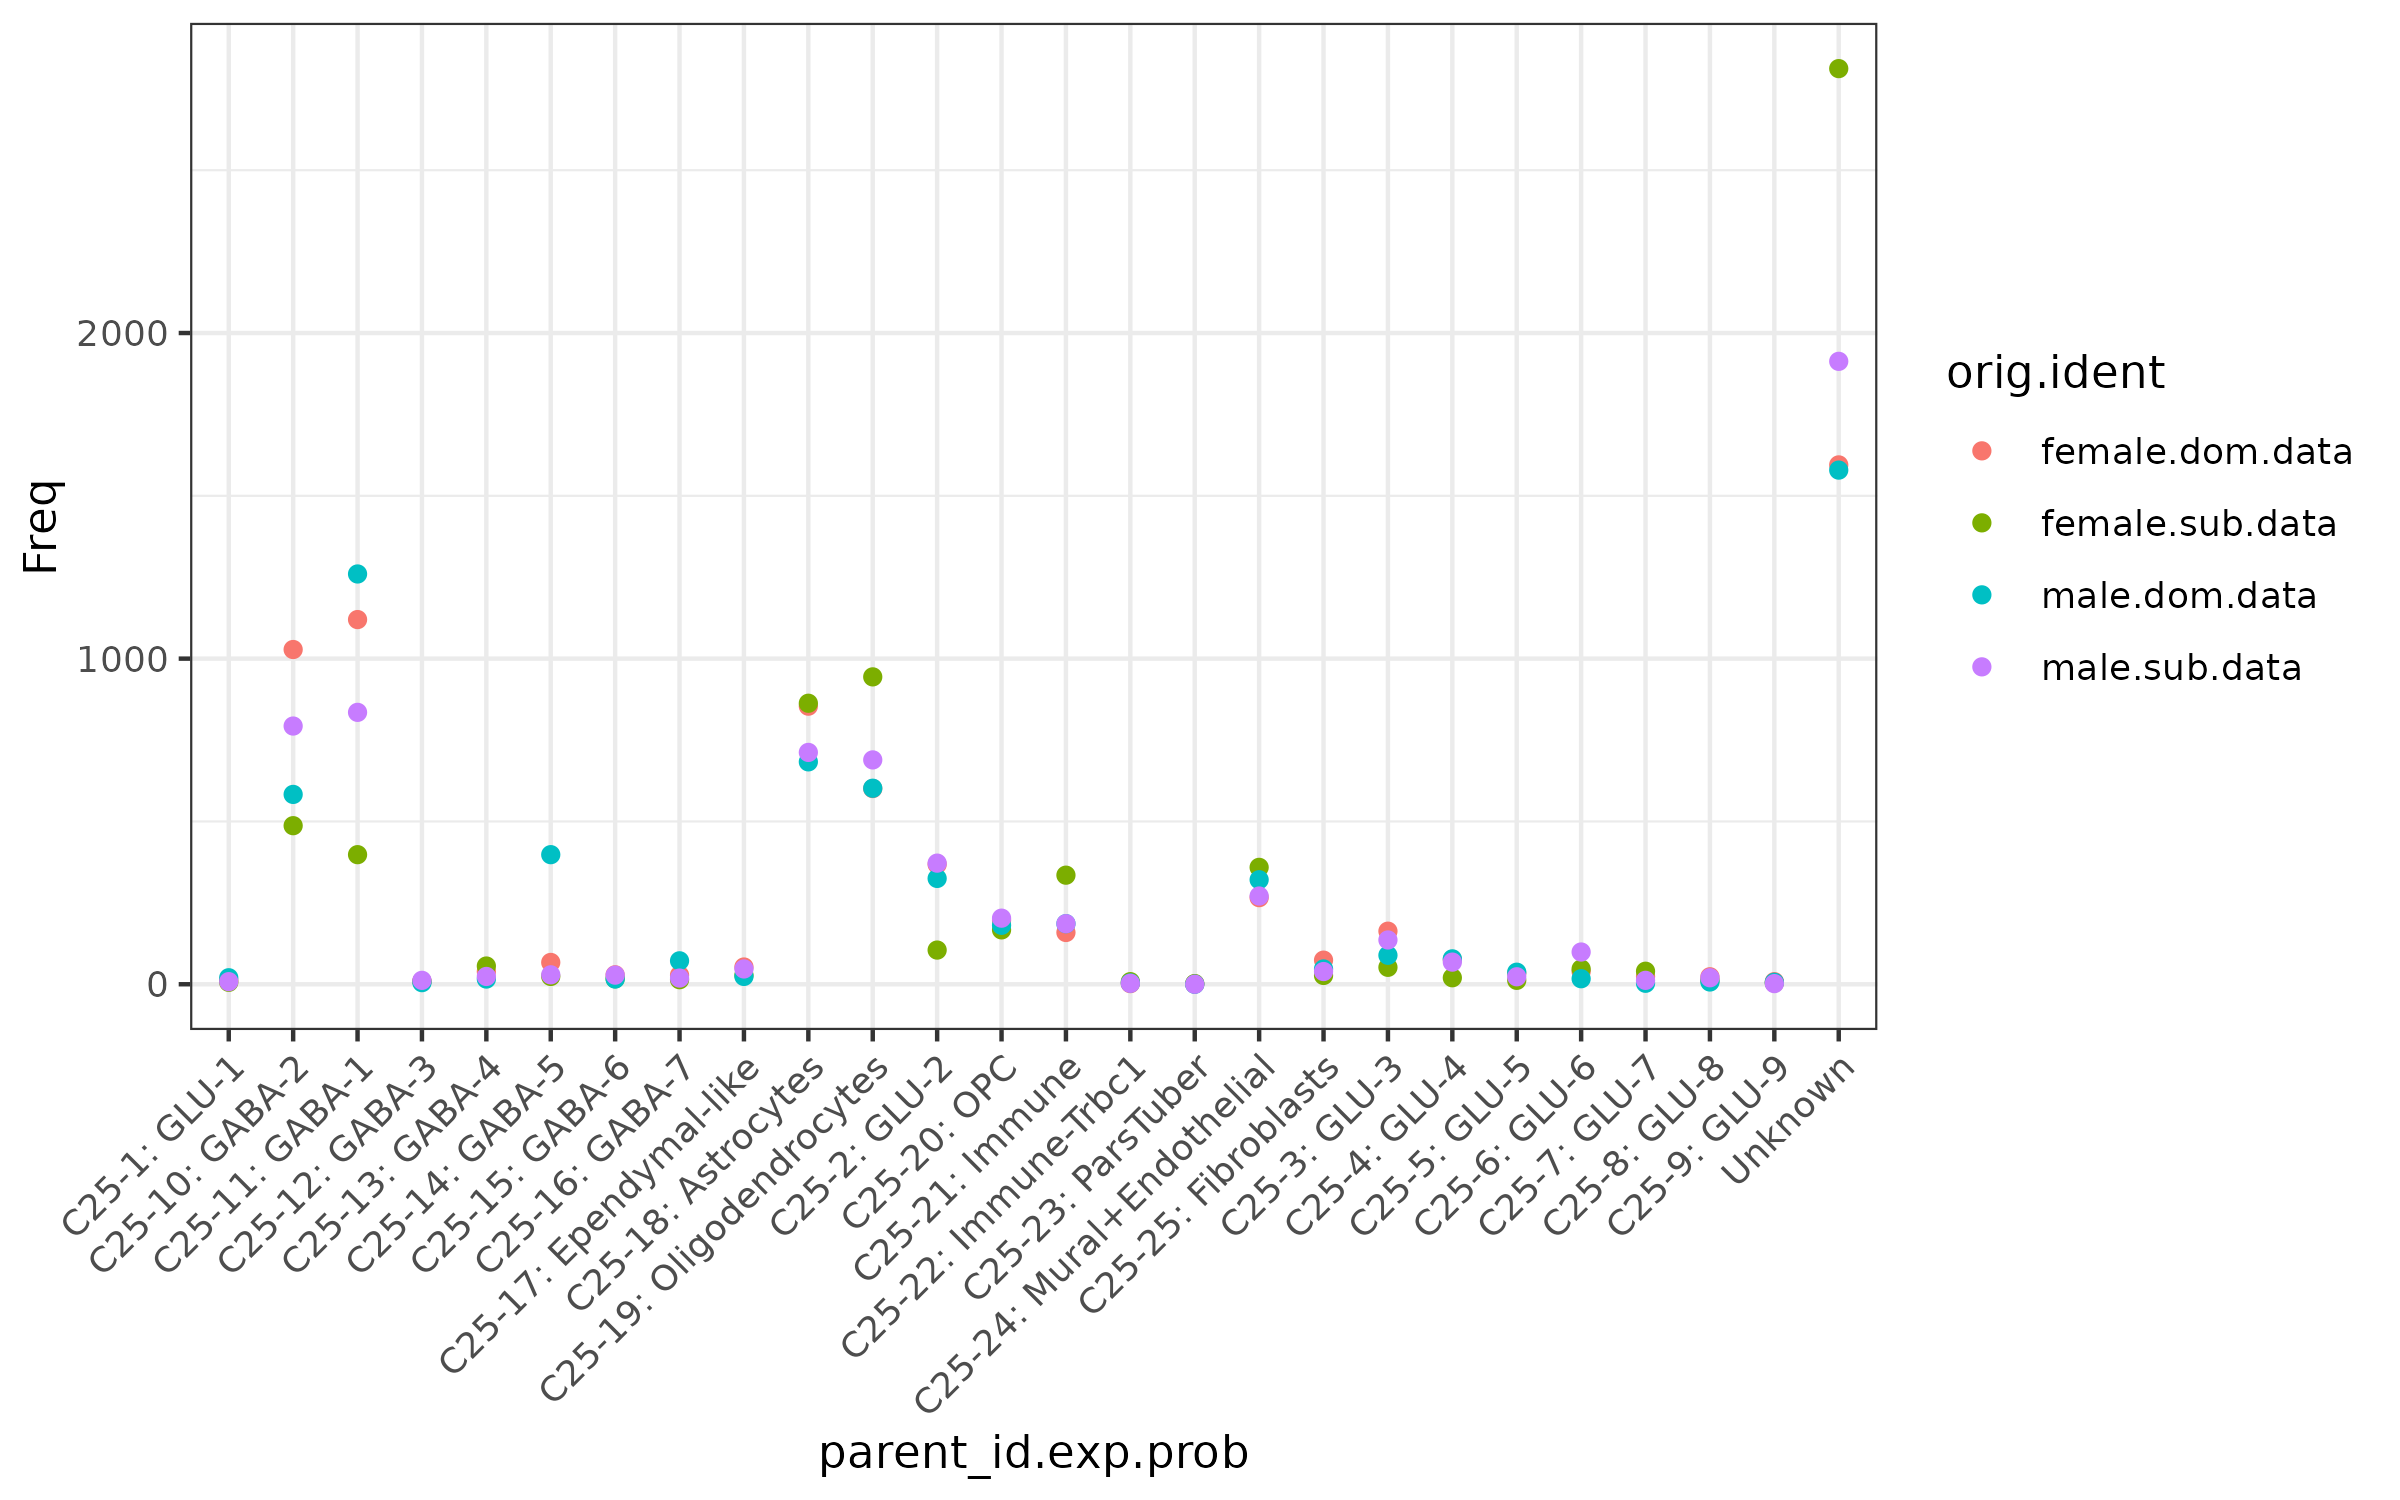 Freq
2000
1000
0
C25-1: GLU-1
C25-10: GABA-2
C25-11: GABA-1
C25-12: GABA-3
C25-13: GABA-4
C25-14: GABA-5
C25-15: GABA-6
C25-16: GABA-7
C25-17: Ependymal-like
C25-18: Astrocytes
C25-19: Oligodendrocytes
C25-2: GLU-2
C25-20: OPC
C25-21: Immune
C25-22: Immune-Trbc1
C25-23: ParsTuber
C25-24: Mural+Endothelial
C25-25: Fibroblasts
C25-3: GLU-3
C25-4: GLU-4
C25-5: GLU-5
C25-6: GLU-6
C25-7: GLU-7
C25-8: GLU-8
C25-9: GLU-9
Unknown
parent_id.exp.prob
orig.ident
female.dom.data
female.sub.data
male.dom.data
male.sub.data